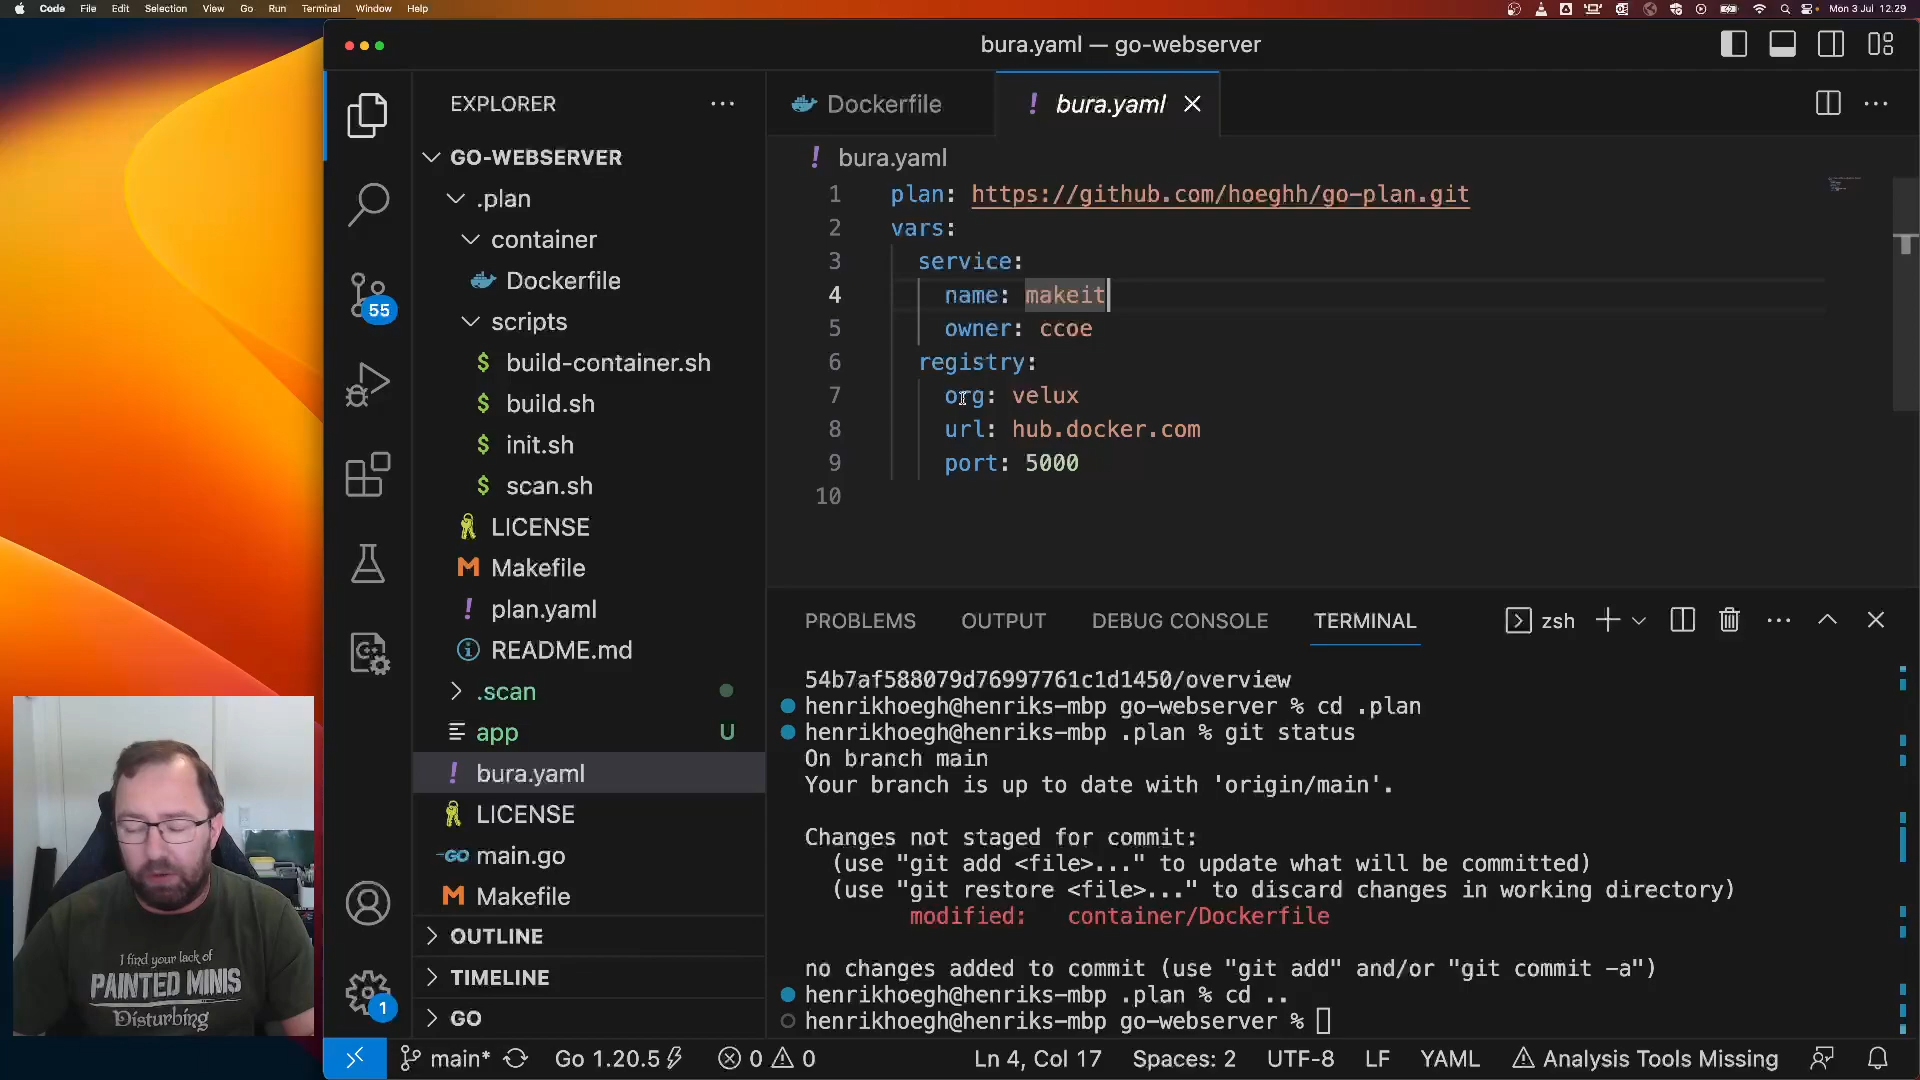 Code File Edit Selection View Go Run Terminal Window Help
Mon 3 Jul 12.29
bura.yaml — go-webserver
EXPLORER
GO-WEBSERVER
.plan
container
Dockerfile
scripts
$ build-container.sh
$ build.sh
$ init.sh
$ scan.sh
LICENSE
M Makefile
! plan.yaml
README.md
.scan
app U
! bura.yaml
LICENSE
GO main.go
M Makefile
OUTLINE
TIMELINE
GO
55
1
Dockerfile
! bura.yaml
! bura.yaml
1 plan: https://github.com/hoeghh/go-plan.git
2 vars:
3 service:
4 name: makeit
5 owner: ccoe
6 registry:
7 org: velux
8 url: hub.docker.com
9 port: 5000
10
PROBLEMS OUTPUT DEBUG CONSOLE TERMINAL zsh
54b7af588079d76997761c1d1450/overview
henrikhoegh@henriks-mbp go-webserver % cd .plan
henrikhoegh@henriks-mbp .plan % git status
On branch main
Your branch is up to date with 'origin/main'.
Changes not staged for commit:
(use "git add <file>..." to update what will be committed)
(use "git restore <file>..." to discard changes in working directory)
modified: container/Dockerfile
no changes added to commit (use "git add" and/or "git commit -a")
henrikhoegh@henriks-mbp .plan % cd ..
henrikhoegh@henriks-mbp go-webserver %
I find your lack of
PAINTED MINIS
Disturbing
main* Go 1.20.5 0 0 Ln 4, Col 17 Spaces: 2 UTF-8 LF YAML Analysis Tools Missing